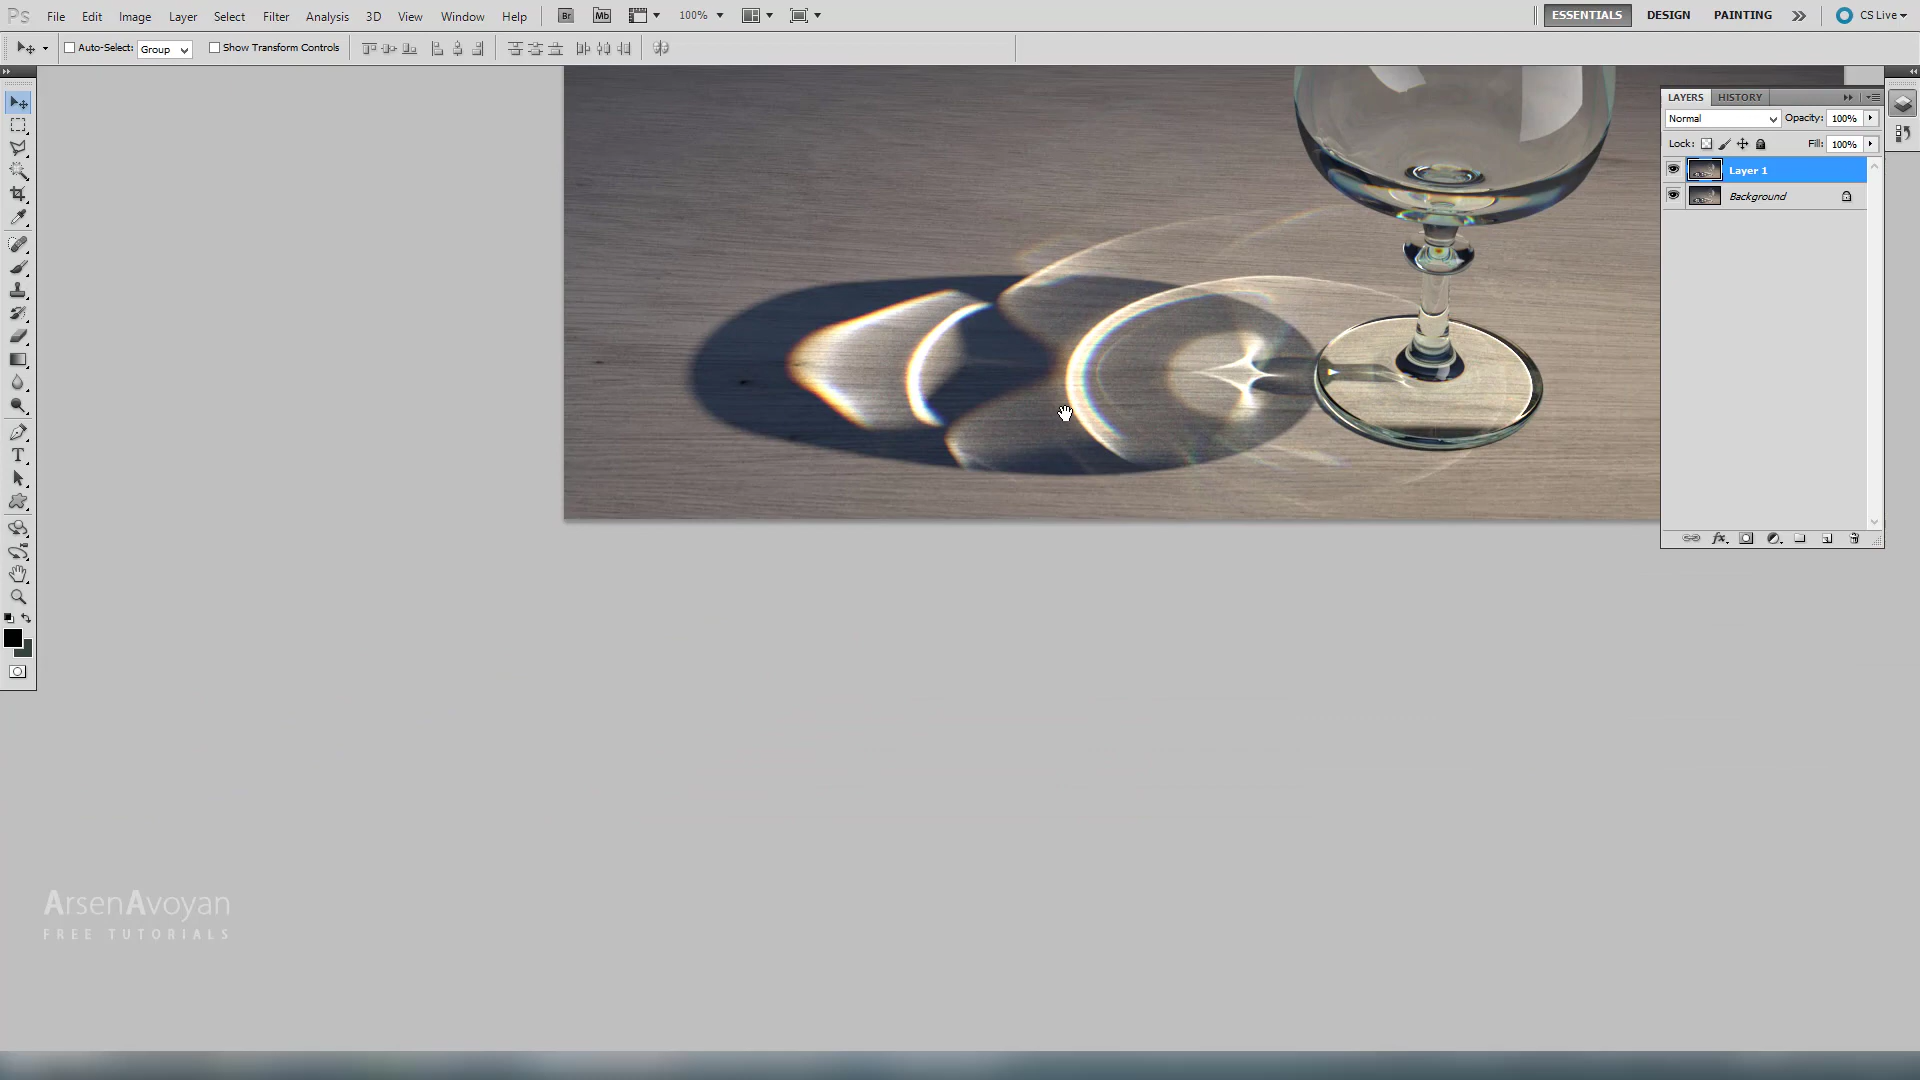 Ps File Edit Image Layer Select Filter Analysis 3D View Window Help Br Mb 100% ESSENTIALS DESIGN PAINTING CS Live
Auto-Select: Group Show Transform Controls
LAYERS HISTORY
Normal Opacity: 100%
Lock: Fill: 100%
Layer 1
Background
T
fx
ArsenAvoyan
FREE TUTORIALS